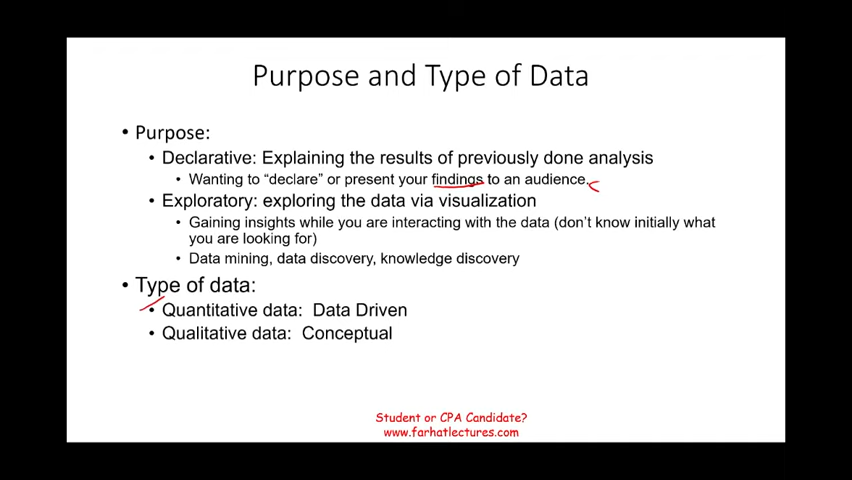 Purpose and Type of Data
• Purpose:
• Declarative: Explaining the results of previously done analysis
• Wanting to “declare” or present your findings to an audience.
• Exploratory: exploring the data via visualization
• Gaining insights while you are interacting with the data (don’t know initially what
you are looking for)
• Data mining, data discovery, knowledge discovery
• Type of data:
• Quantitative data: Data Driven
• Qualitative data: Conceptual
Student or CPA Candidate?
www.farhatlectures.com